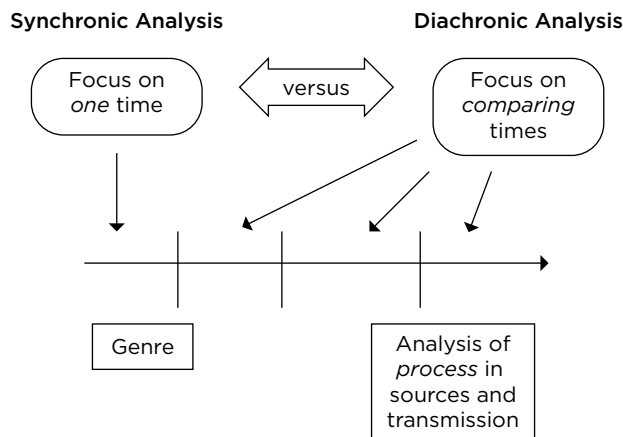 Synchronic Analysis
Diachronic Analysis
Focus on
one time
versus
Focus on
comparing
times
Genre
Analysis of
process in
sources and
transmission